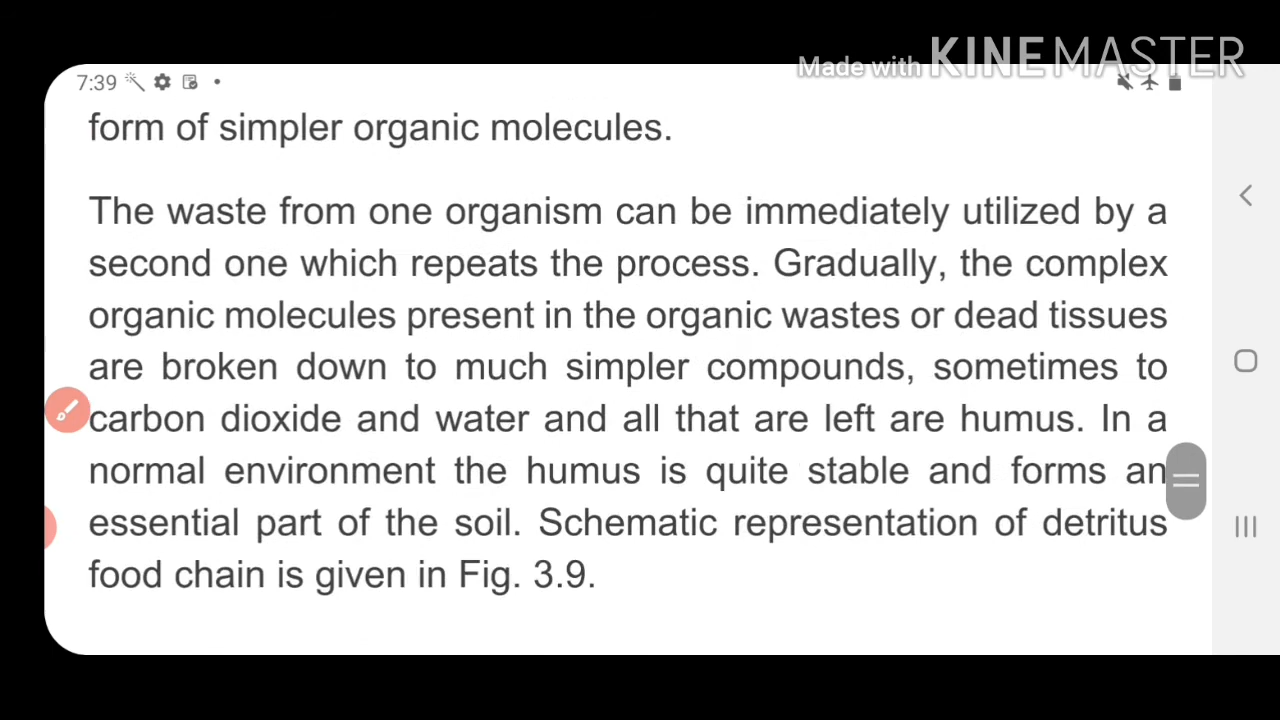 Made with KINEMASTER
7:39
form of simpler organic molecules.
The waste from one organism can be immediately utilized by a
second one which repeats the process. Gradually, the complex
organic molecules present in the organic wastes or dead tissues
are broken down to much simpler compounds, sometimes to
carbon dioxide and water and all that are left are humus. In a
normal environment the humus is quite stable and forms an
essential part of the soil. Schematic representation of detritus
food chain is given in Fig. 3.9.